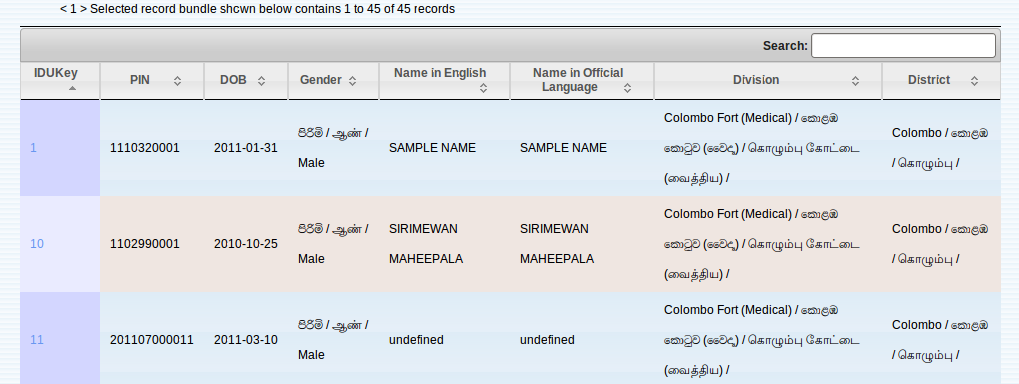 < 1 > Selected record bundle shcwn below contains 1 to 45 of 45 records
Search:
IDUKey PIN DOB Gender Name in English Name in Official Language Division District
1 1110320001 2011-01-31 පිරිමි / ஆண் / Male SAMPLE NAME SAMPLE NAME Colombo Fort (Medical) / කොළඹ කොටුව (වෛද්‍ය) / கொழும்பு கோட்டை (வைத்திய) / Colombo / කොළඹ / கொழும்பு /
10 1102990001 2010-10-25 පිරිමි / ஆண் / Male SIRIMEWAN MAHEEPALA SIRIMEWAN MAHEEPALA Colombo Fort (Medical) / කොළඹ කොටුව (වෛද්‍ය) / கொழும்பு கோட்டை (வைத்திய) / Colombo / කොළඹ / கொழும்பு /
11 201107000011 2011-03-10 පිරිමි / ஆண் / Male undefined undefined Colombo Fort (Medical) / කොළඹ කොටුව (වෛද්‍ය) / கொழும்பு கோட்டை (வைத்திய) / Colombo / කොළඹ / கொழும்பு /